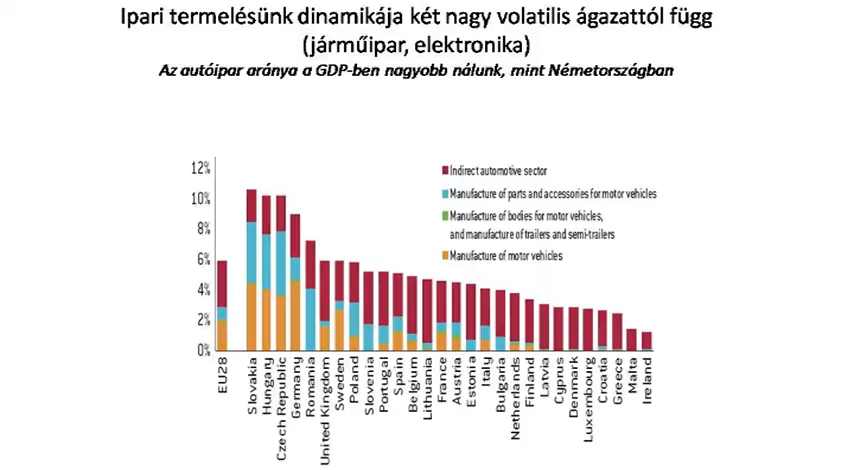 Ipari termelésünk dinamikája két nagy volatilis ágazattól függ
(járműipar, elektronika)
Az autóipar aránya a GDP-ben nagyobb nálunk, mint Németországban
12%
10%
8%
6%
4%
2%
0%
Indirect automotive sector
Manufacture of parts and accessories for motor vehicles
Manufacture of bodies for motor vehicles,
and manufacture of trailers and semi-trailers
Manufacture of motor vehicles
EU28
Slovakia
Hungary
Czech Republic
Germany
Romania
United Kingdom
Sweden
Poland
Slovenia
Portugal
Spain
Belgium
Lithuania
France
Austria
Estonia
Italy
Bulgaria
Netherlands
Finland
Latvia
Cyprus
Denmark
Luxembourg
Croatia
Greece
Malta
Ireland